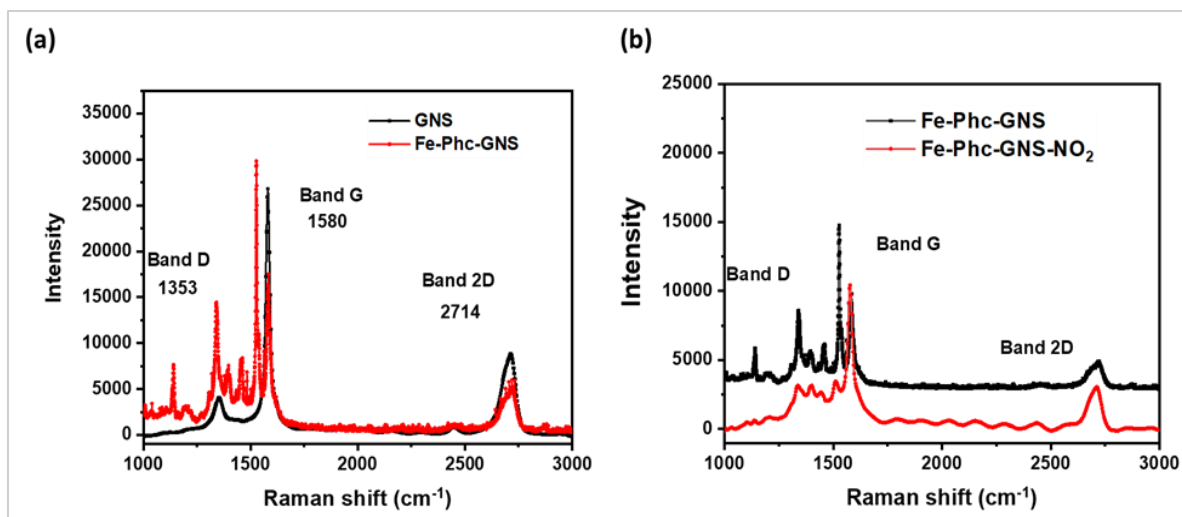 (a)
(b)
35000
30000
25000
20000
15000
10000
5000
0
Intensity
GNS
Fe-Phc-GNS
Band G
1580
Band D
1353
Band 2D
2714
1000
1500
2000
2500
3000
Raman shift (cm⁻¹)
25000
20000
15000
10000
5000
0
Intensity
Fe-Phc-GNS
Fe-Phc-GNS-NO₂
Band G
Band D
Band 2D
1000
1500
2000
2500
3000
Raman shift (cm⁻¹)